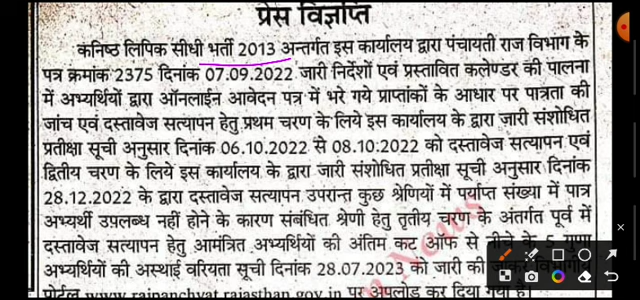 प्रेस विज्ञप्ति
कनिष्ठ लिपिक सीधी भर्ती 2013 अन्तर्गत इस कार्यालय द्वारा पंचायती राज विभाग के
पत्र क्रमांक 2375 दिनांक 07.09.2022 जारी निर्देशों एवं प्रस्तावित कलेण्डर की पालना
में अभ्यर्थियों द्वारा ऑनलाईन आवेदन पत्र में भरे गये प्राप्तांकों के आधार पर पात्रता की
जांच एवं दस्तावेज सत्यापन हेतु प्रथम चरण के लिये इस कार्यालय के द्वारा जारी संशोधित
प्रतीक्षा सूची अनुसार दिनांक 06.10.2022 से 08.10.2022 को दस्तावेज सत्यापन एवं
द्वितीय चरण के लिये इस कार्यालय के द्वारा जारी संशोधित प्रतीक्षा सूची अनुसार दिनांक
28.12.2022 के द्वारा दस्तावेज सत्यापन उपरान्त कुछ श्रेणियों में पर्याप्त संख्या में पात्र
अभ्यर्थी उपलब्ध नहीं होने के कारण संबंधित श्रेणी हेतु तृतीय चरण के अंतर्गत पूर्व में
दस्तावेज सत्यापन हेतु आमंत्रित अभ्यर्थियों की अंतिम कट ऑफ से नीचे के 5 गुणा
अभ्यर्थियों की अस्थाई वरियता सूची दिनांक 28.07.2023 को जारी की जाकर विभागीय
पोर्टल www.rajpanchyat.rajasthan.gov.in पर अपलोड कर दिया गया है।